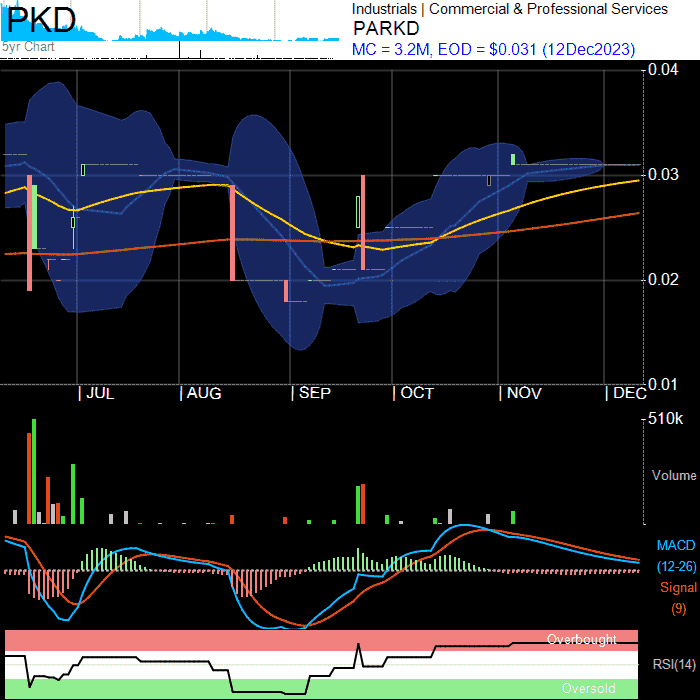 PKD
5yr Chart
Industrials | Commercial & Professional Services
PARKD
MC = 3.2M, EOD = $0.031 (12Dec2023)
0.04
0.03
0.02
0.01
| JUL | AUG | SEP | OCT | NOV | DEC
510k
Volume
MACD
(12-26)
Signal
(9)
Overbought
RSI(14)
Oversold